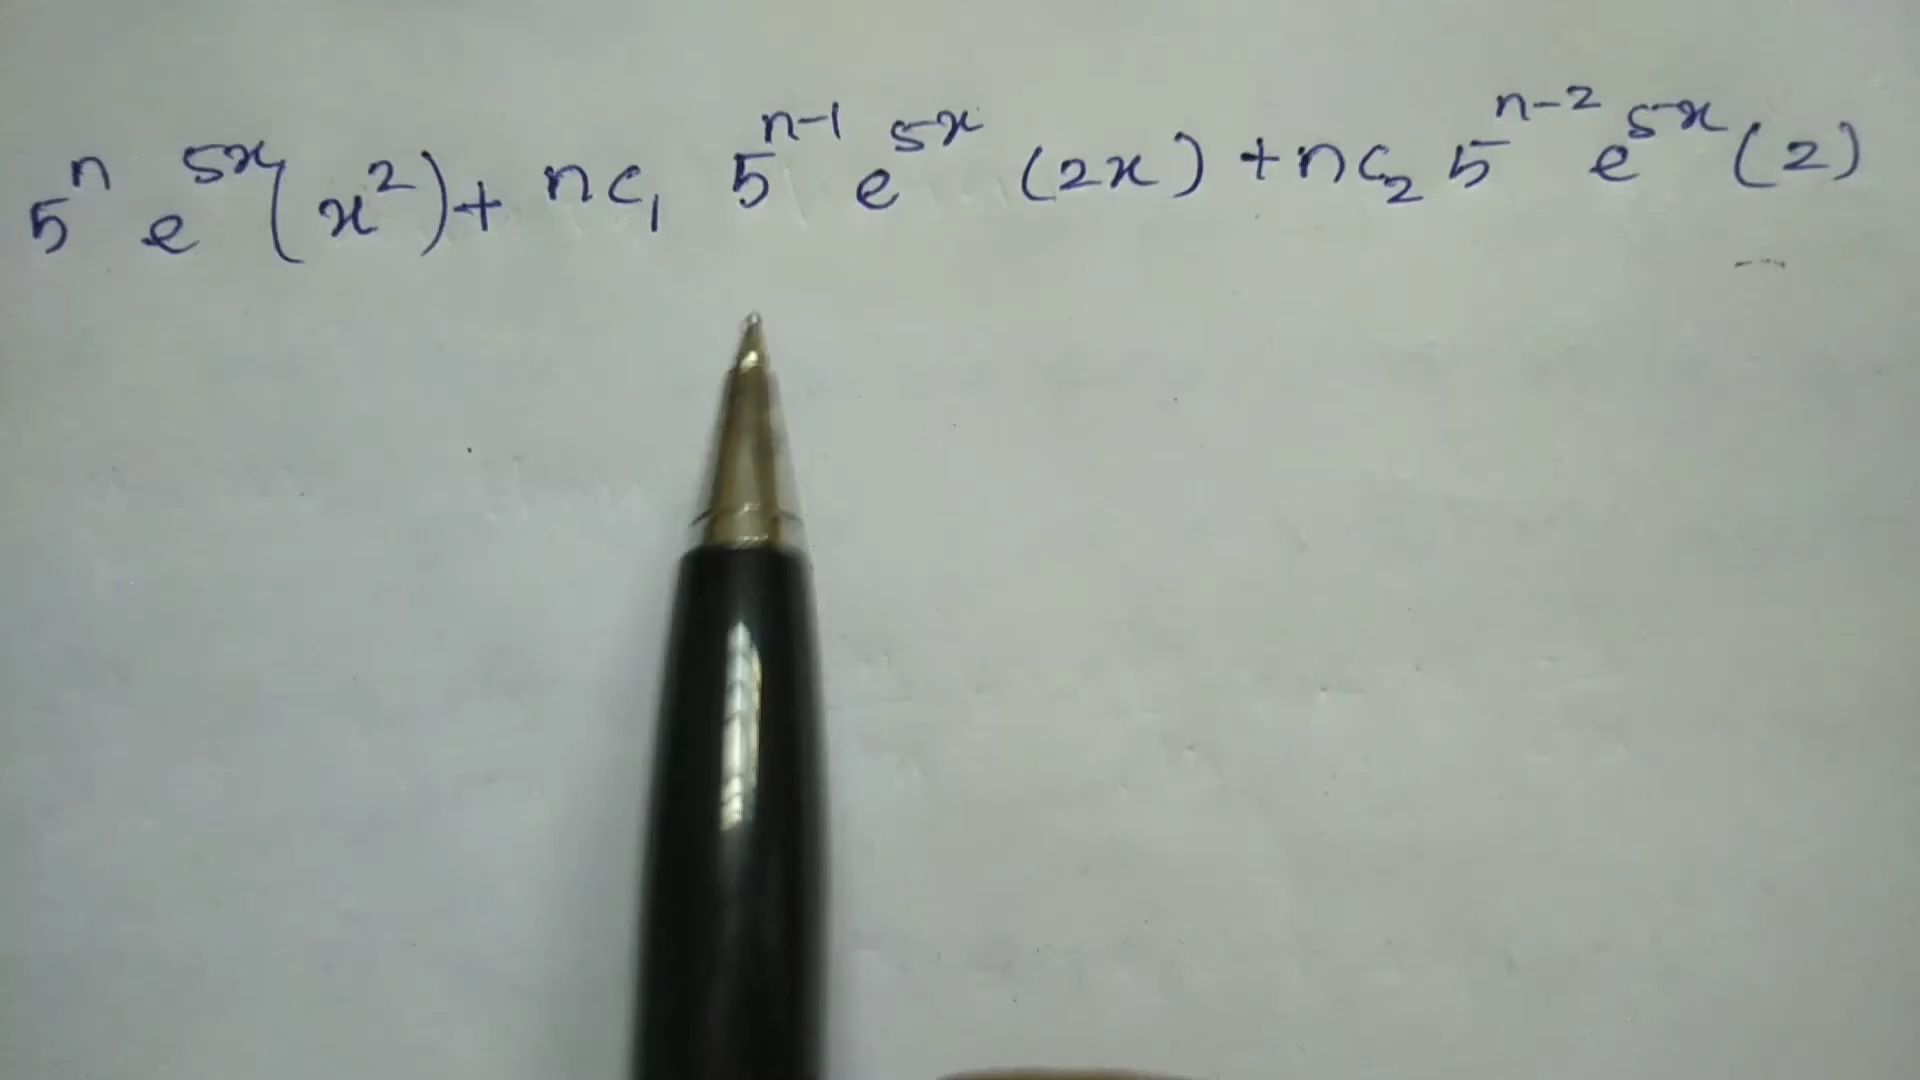 5^n e^{5x}(x^2) + nc_1 5^{n-1} e^{5x} (2x) + nc_2 5^{n-2} e^{5x} (2)